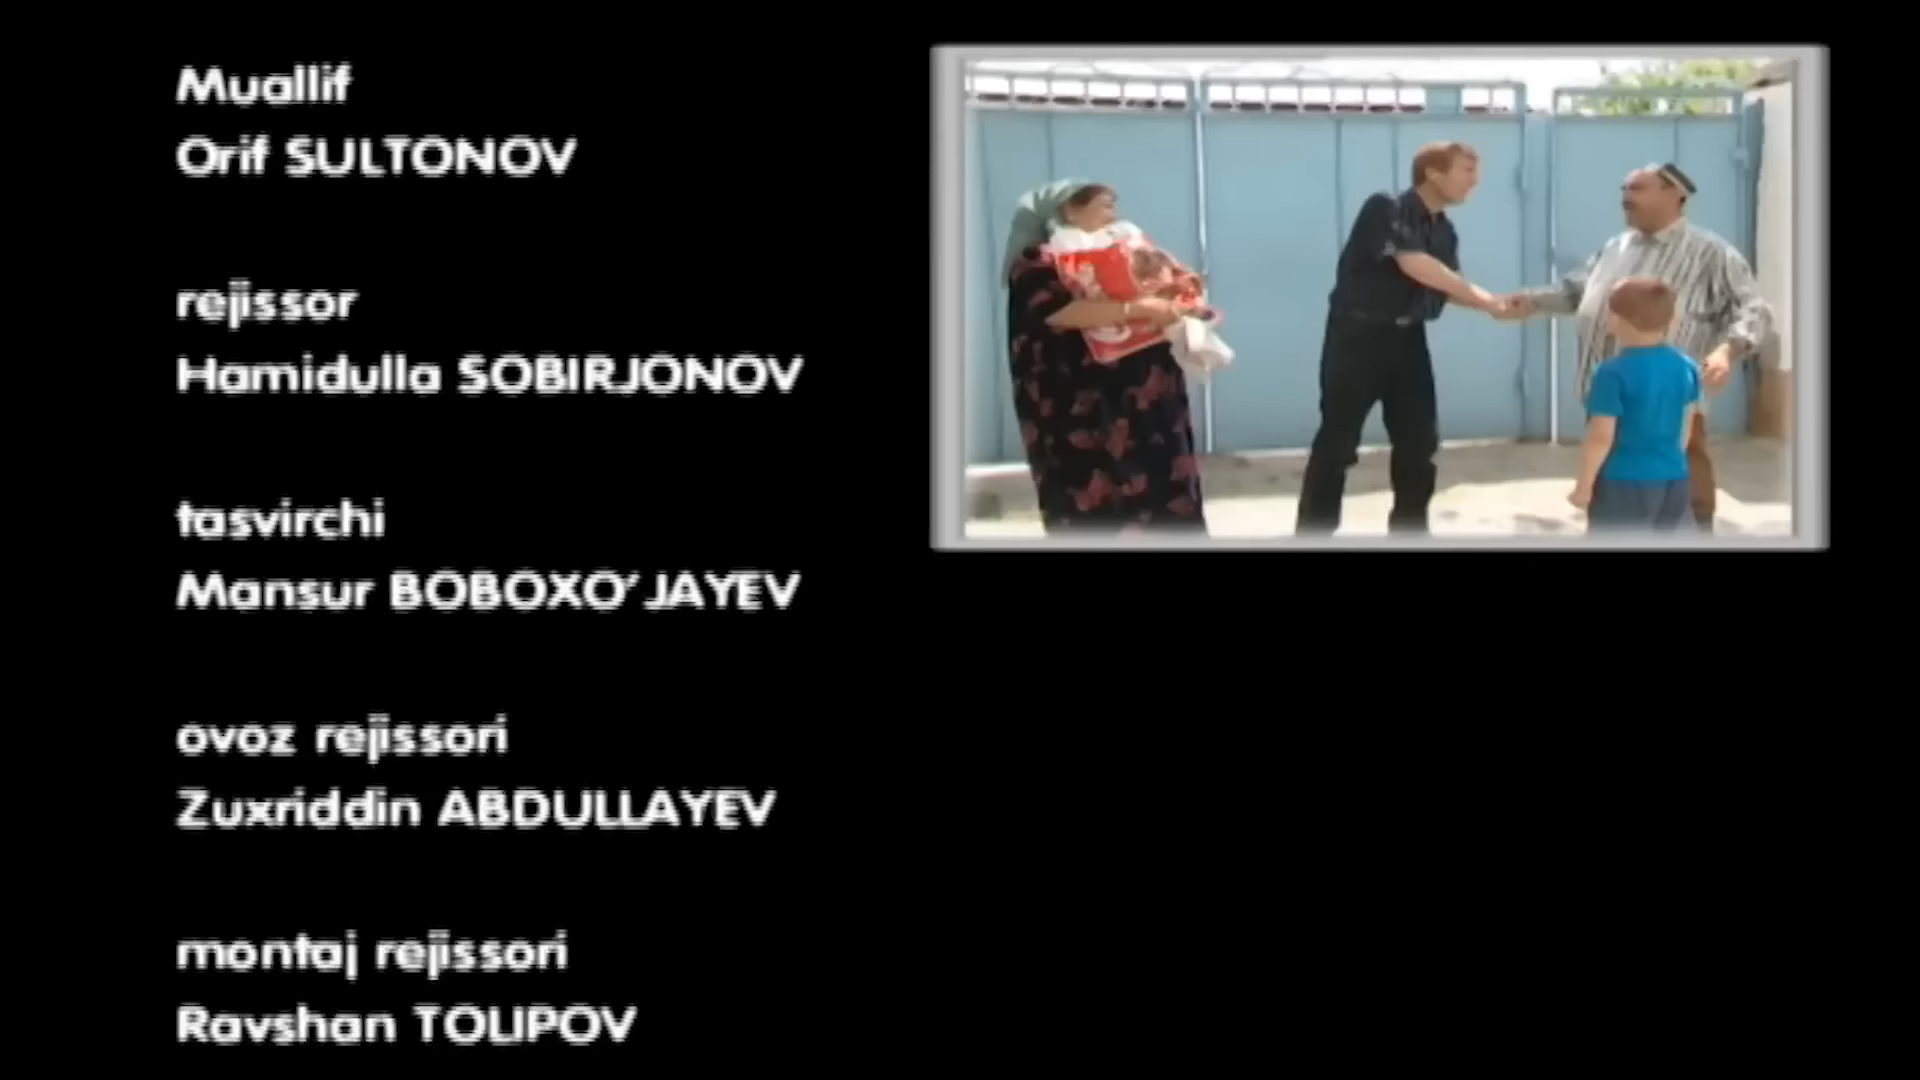 Muallif
Orif SULTONOV
rejissor
Hamidulla SOBIRJONOV
tasvirchi
Mansur BOBOXO'JAYEV
ovoz rejissori
Zuxriddin ABDULLAYEV
montaj rejissori
Ravshan TOLIPOV